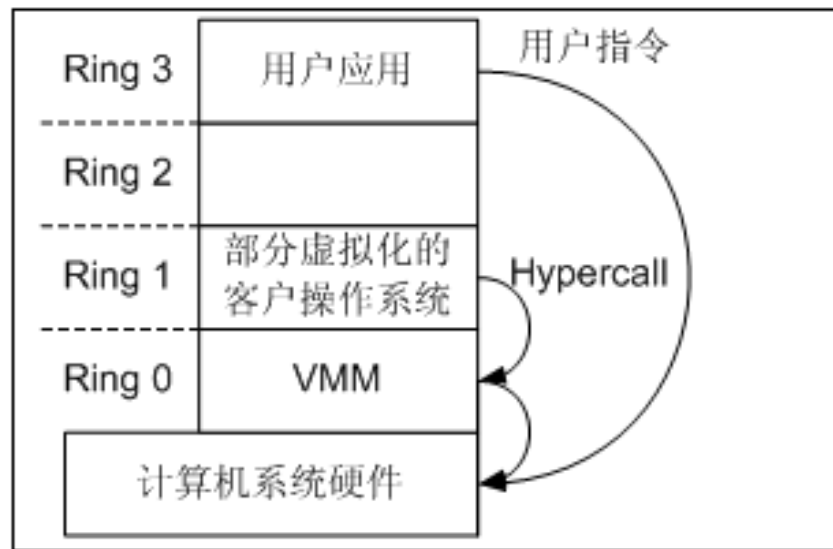 Ring 3
用户应用
用户指令
Ring 2
Ring 1
部分虚拟化的
客户操作系统
Hypercall
Ring 0
VMM
计算机系统硬件